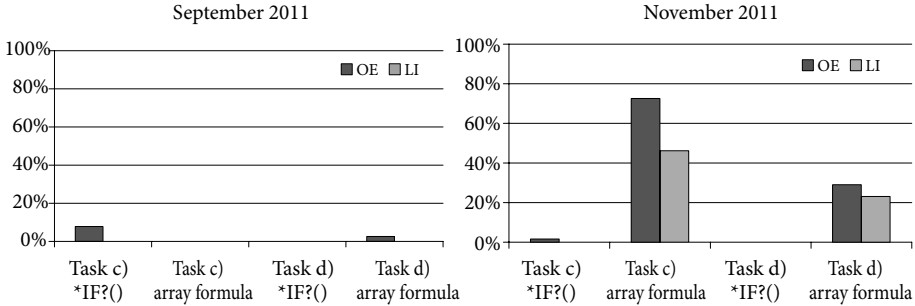 September 2011
100%
80%
60%
40%
20%
0%
OE LI
Task c)
*IF?()
Task c)
array formula
Task d)
*IF?()
Task d)
array formula
November 2011
100%
80%
60%
40%
20%
0%
OE LI
Task c)
*IF?()
Task c)
array formula
Task d)
*IF?()
Task d)
array formula